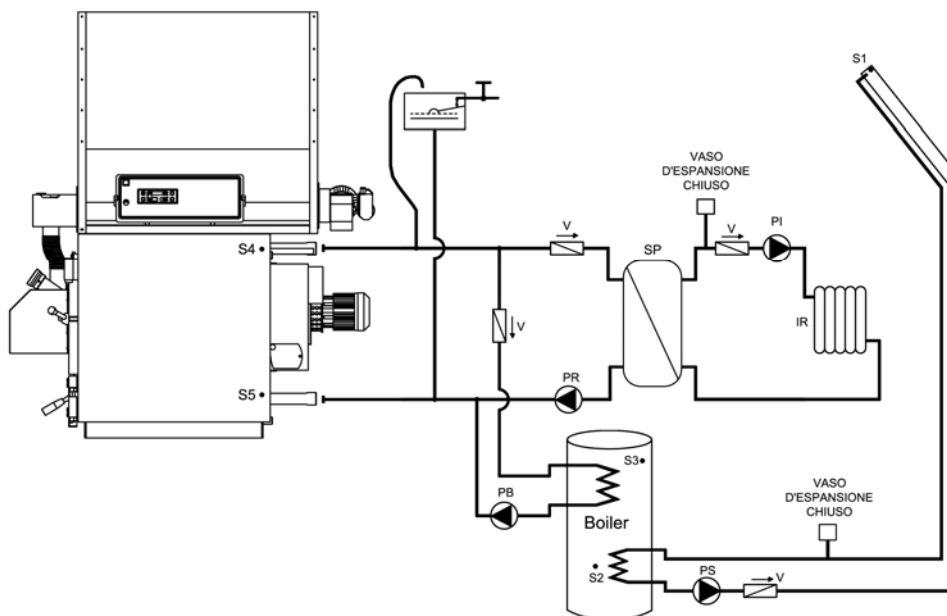 S1
VASO
D'ESPANSIONE
CHIUSO
S4
V
SP
V
PI
V
IR
S5
PR
S3
PB
Boiler
VASO
D'ESPANSIONE
CHIUSO
S2
PS
V